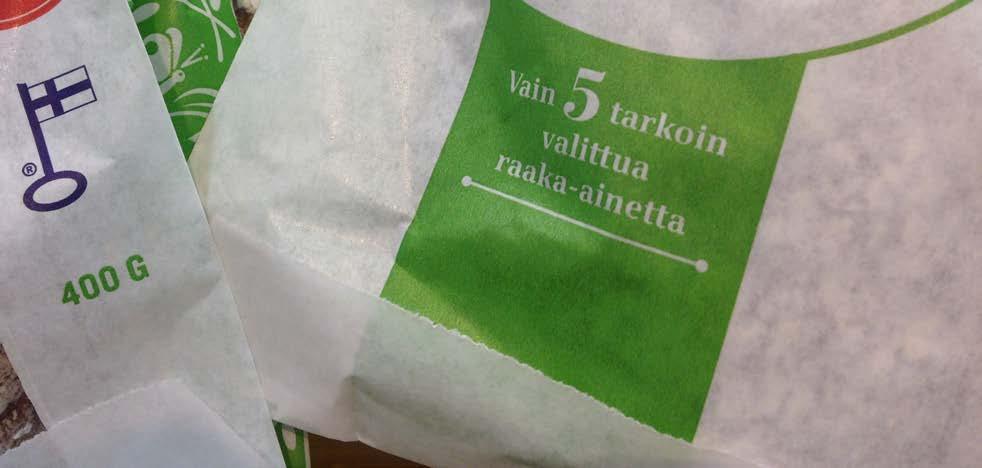 ®
400 G
Vain 5 tarkoin
valittua
raaka-ainetta